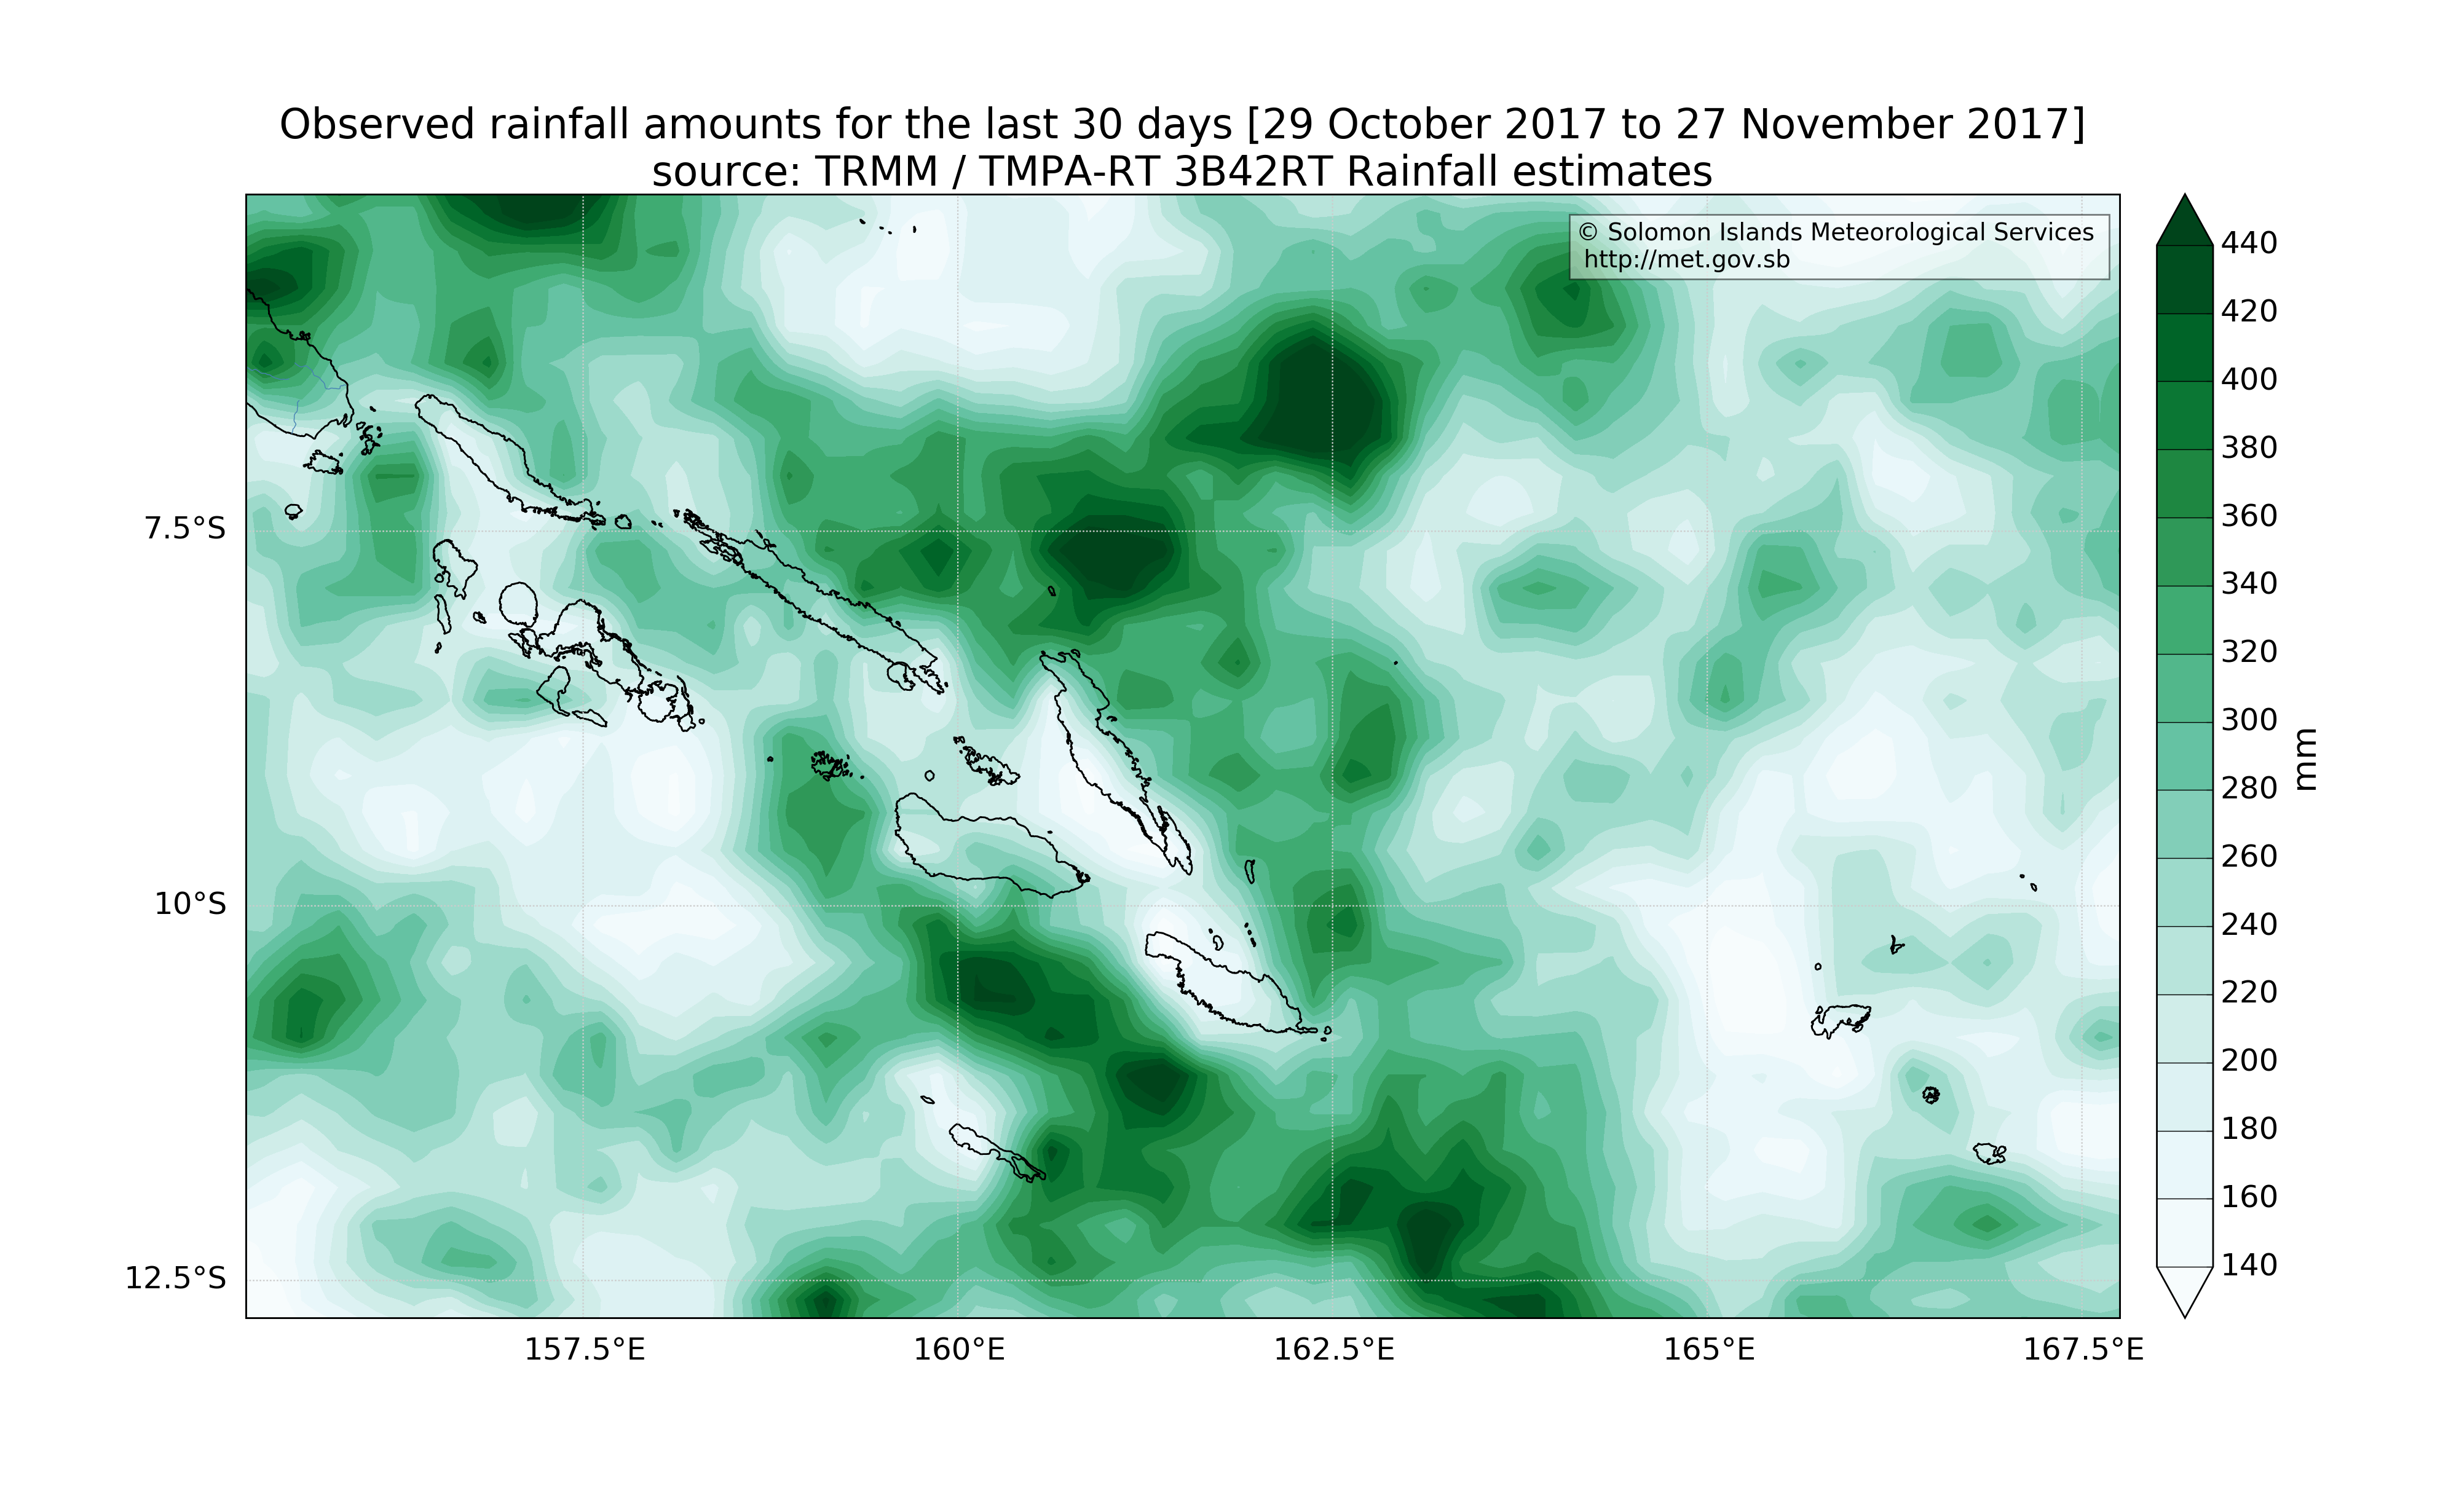 Observed rainfall amounts for the last 30 days [29 October 2017 to 27 November 2017]
source: TRMM / TMPA-RT 3B42RT Rainfall estimates
© Solomon Islands Meteorological Services
http://met.gov.sb
7.5°S
10°S
12.5°S
157.5°E
160°E
162.5°E
165°E
167.5°E
440
420
400
380
360
340
320
300
280
260
240
220
200
180
160
140
mm